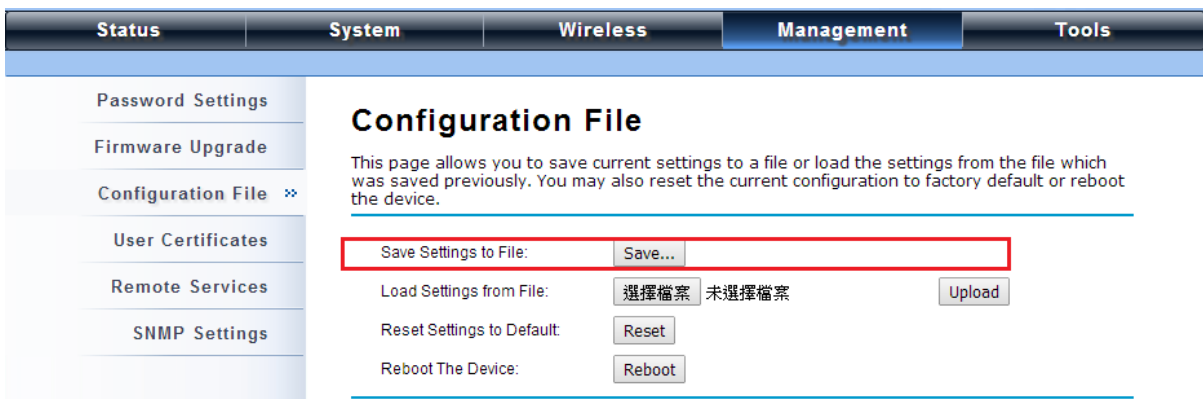 Status System Wireless Management Tools
Password Settings
Firmware Upgrade
Configuration File »
User Certificates
Remote Services
SNMP Settings
Configuration File
This page allows you to save current settings to a file or load the settings from the file which
was saved previously. You may also reset the current configuration to factory default or reboot
the device.
Save Settings to File: Save...
Load Settings from File: 選擇檔案 未選擇檔案 Upload
Reset Settings to Default: Reset
Reboot The Device: Reboot